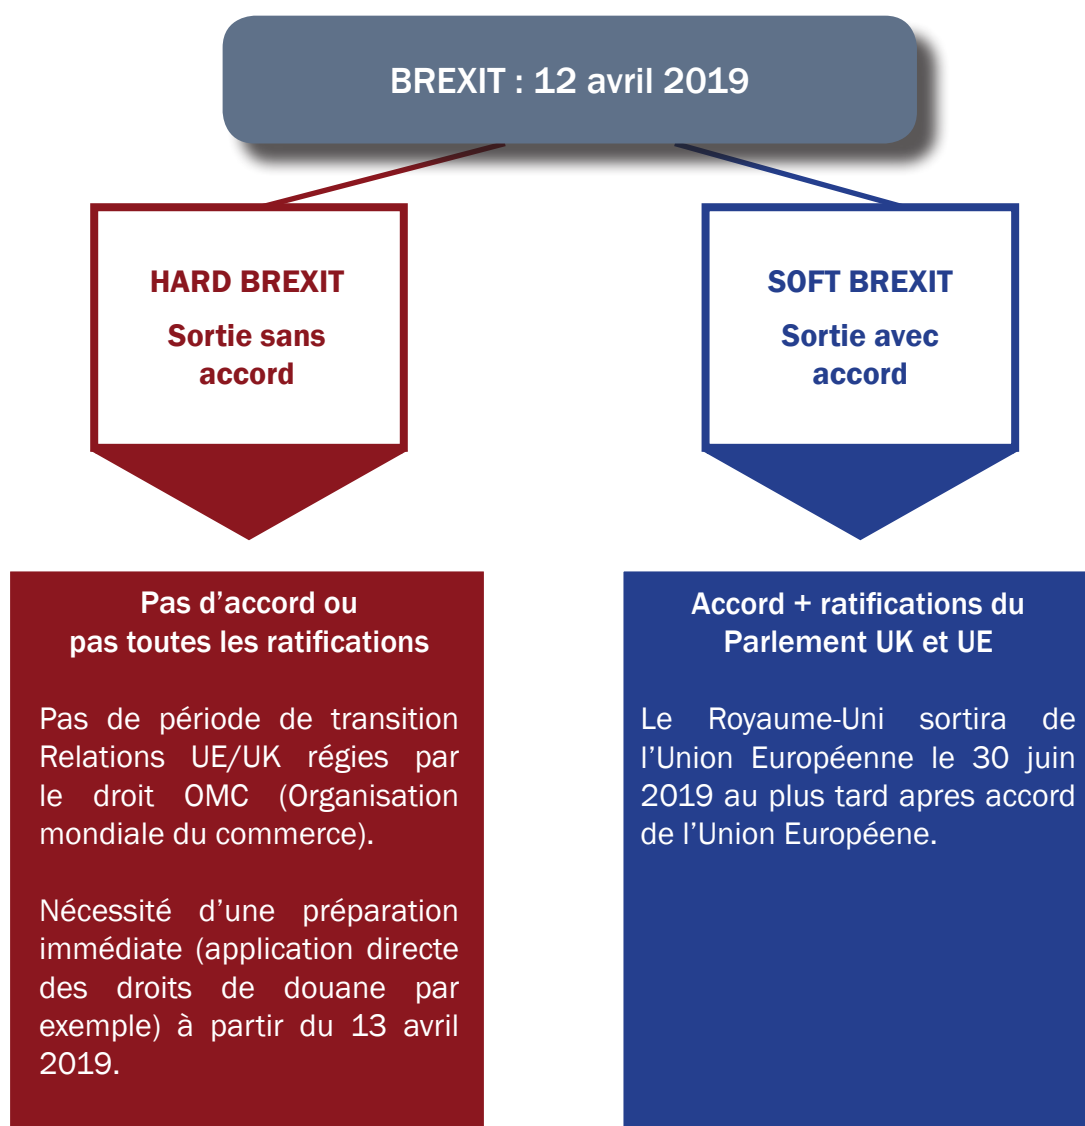 BREXIT : 12 avril 2019
HARD BREXIT
Sortie sans
accord
Pas d’accord ou
pas toutes les ratifications
Pas de période de transition
Relations UE/UK régies par
le droit OMC (Organisation
mondiale du commerce).
Nécessité d’une préparation
immédiate (application directe
des droits de douane par
exemple) à partir du 13 avril
2019.
SOFT BREXIT
Sortie avec
accord
Accord + ratifications du
Parlement UK et UE
Le Royaume-Uni sortira de
l’Union Européenne le 30 juin
2019 au plus tard apres accord
de l’Union Européene.